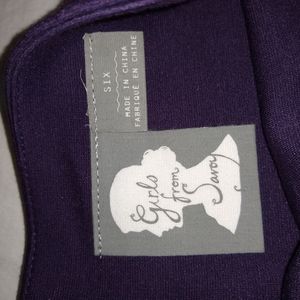 SIX
MADE IN CHINA
FABRIQUÉ EN CHINE
Girls
from
Savoy